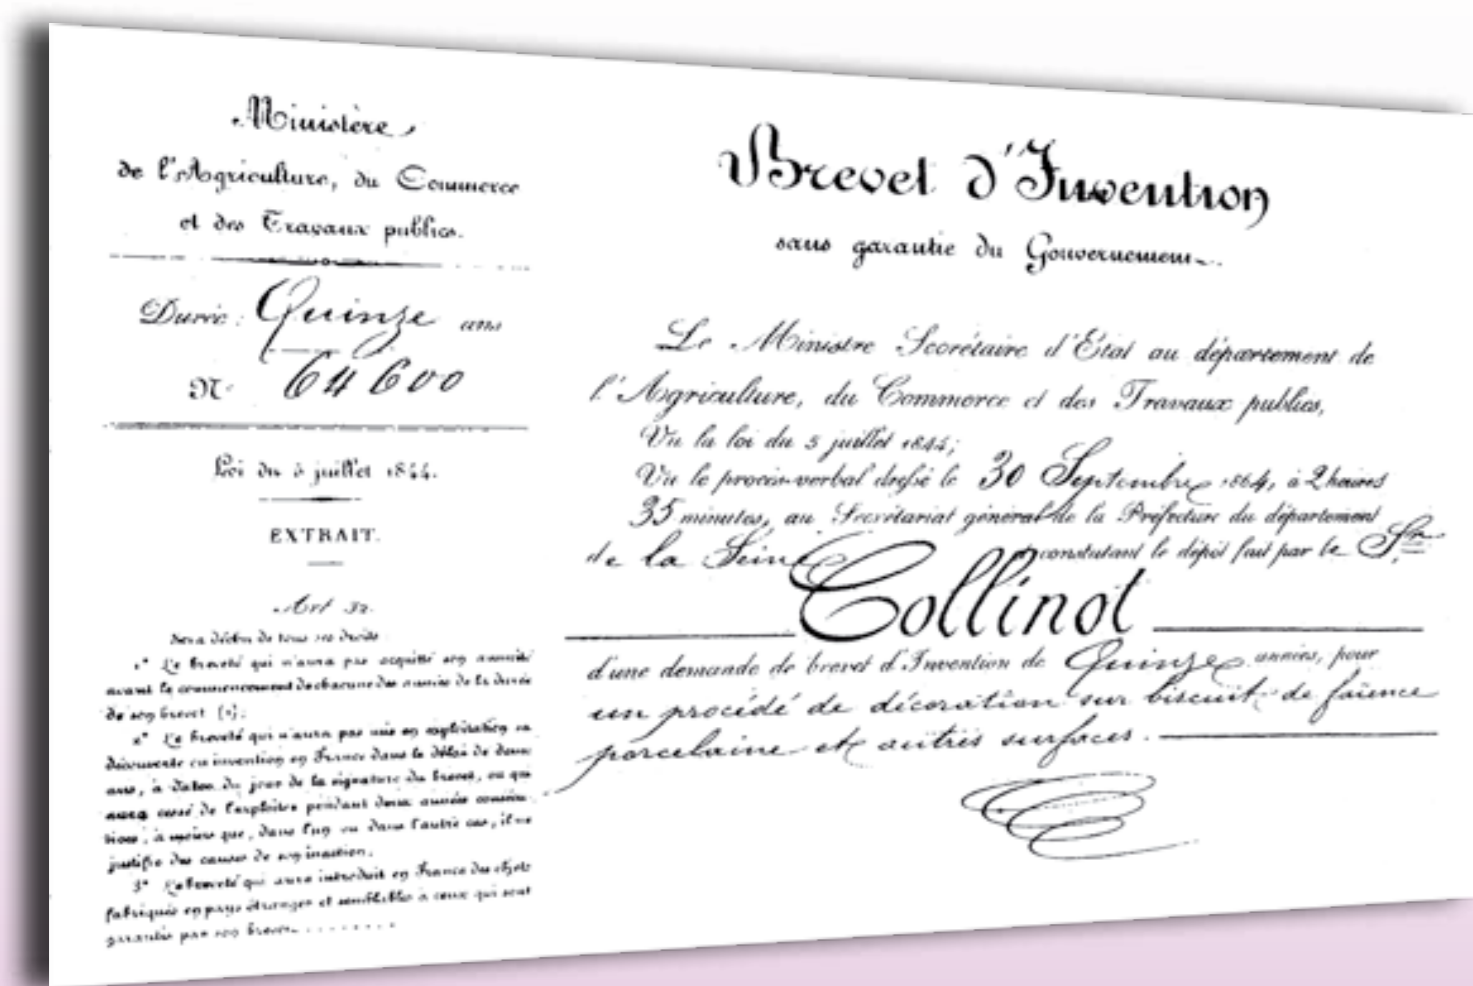 Ministère
de l'Agriculture, du Commerce
et des Travaux publics.
Durée : Quinze ans
N° 64600
Loi du 5 juillet 1844.
EXTRAIT.
Art 32.
Sera déchu de tous ses droits
1° Le breveté qui n'aura pas acquitté son annuité
avant le commencement de chacune des années de la durée
de son brevet (1);
2° Le breveté qui n'aura pas mis en exploitation sa
découverte ou invention en France dans le délai de deux
ans, à dater du jour de la signature du brevet, ou qui
aura cessé de l'exploiter pendant deux années consécu-
tives, à moins que, dans l'un ou dans l'autre cas, il ne
justifie des causes de son inaction.
3° Le breveté qui aura introduit en France des objets
fabriqués en pays étranger et semblables à ceux qui sont
garantis par son brevet. . . . . . . .
Brevet d'Invention
sans garantie du Gouvernement.
Le Ministre Secrétaire d'État au département de
l'Agriculture, du Commerce et des Travaux publics,
Vu la loi du 5 juillet 1844;
Vu le procès-verbal dressé le 30 Septembre 1864, à 2 heures
35 minutes, au Secrétariat général de la Préfecture du département
de la Seine constatant le dépôt fait par le Sr.
Collinot
d'une demande de brevet d'Invention de Quinze années, pour
un procédé de décoration sur biscuit de faïence
porcelaine et autres surfaces.